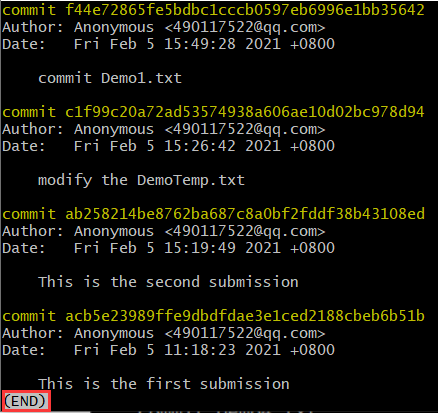 commit f44e72865fe5bdbc1cccb0597eb6996e1bb35642
Author: Anonymous <490117522@qq.com>
Date:   Fri Feb 5 15:49:28 2021 +0800
commit Demo1.txt
commit c1f99c20a72ad53574938a606ae10d02bc978d94
Author: Anonymous <490117522@qq.com>
Date:   Fri Feb 5 15:26:42 2021 +0800
modify the DemoTemp.txt
commit ab258214be8762ba687c8a0bf2fddf38b43108ed
Author: Anonymous <490117522@qq.com>
Date:   Fri Feb 5 15:19:49 2021 +0800
This is the second submission
commit acb5e23989ffe9dbdfdae3e1ced2188cbeb6b51b
Author: Anonymous <490117522@qq.com>
Date:   Fri Feb 5 11:18:23 2021 +0800
This is the first submission
(END)